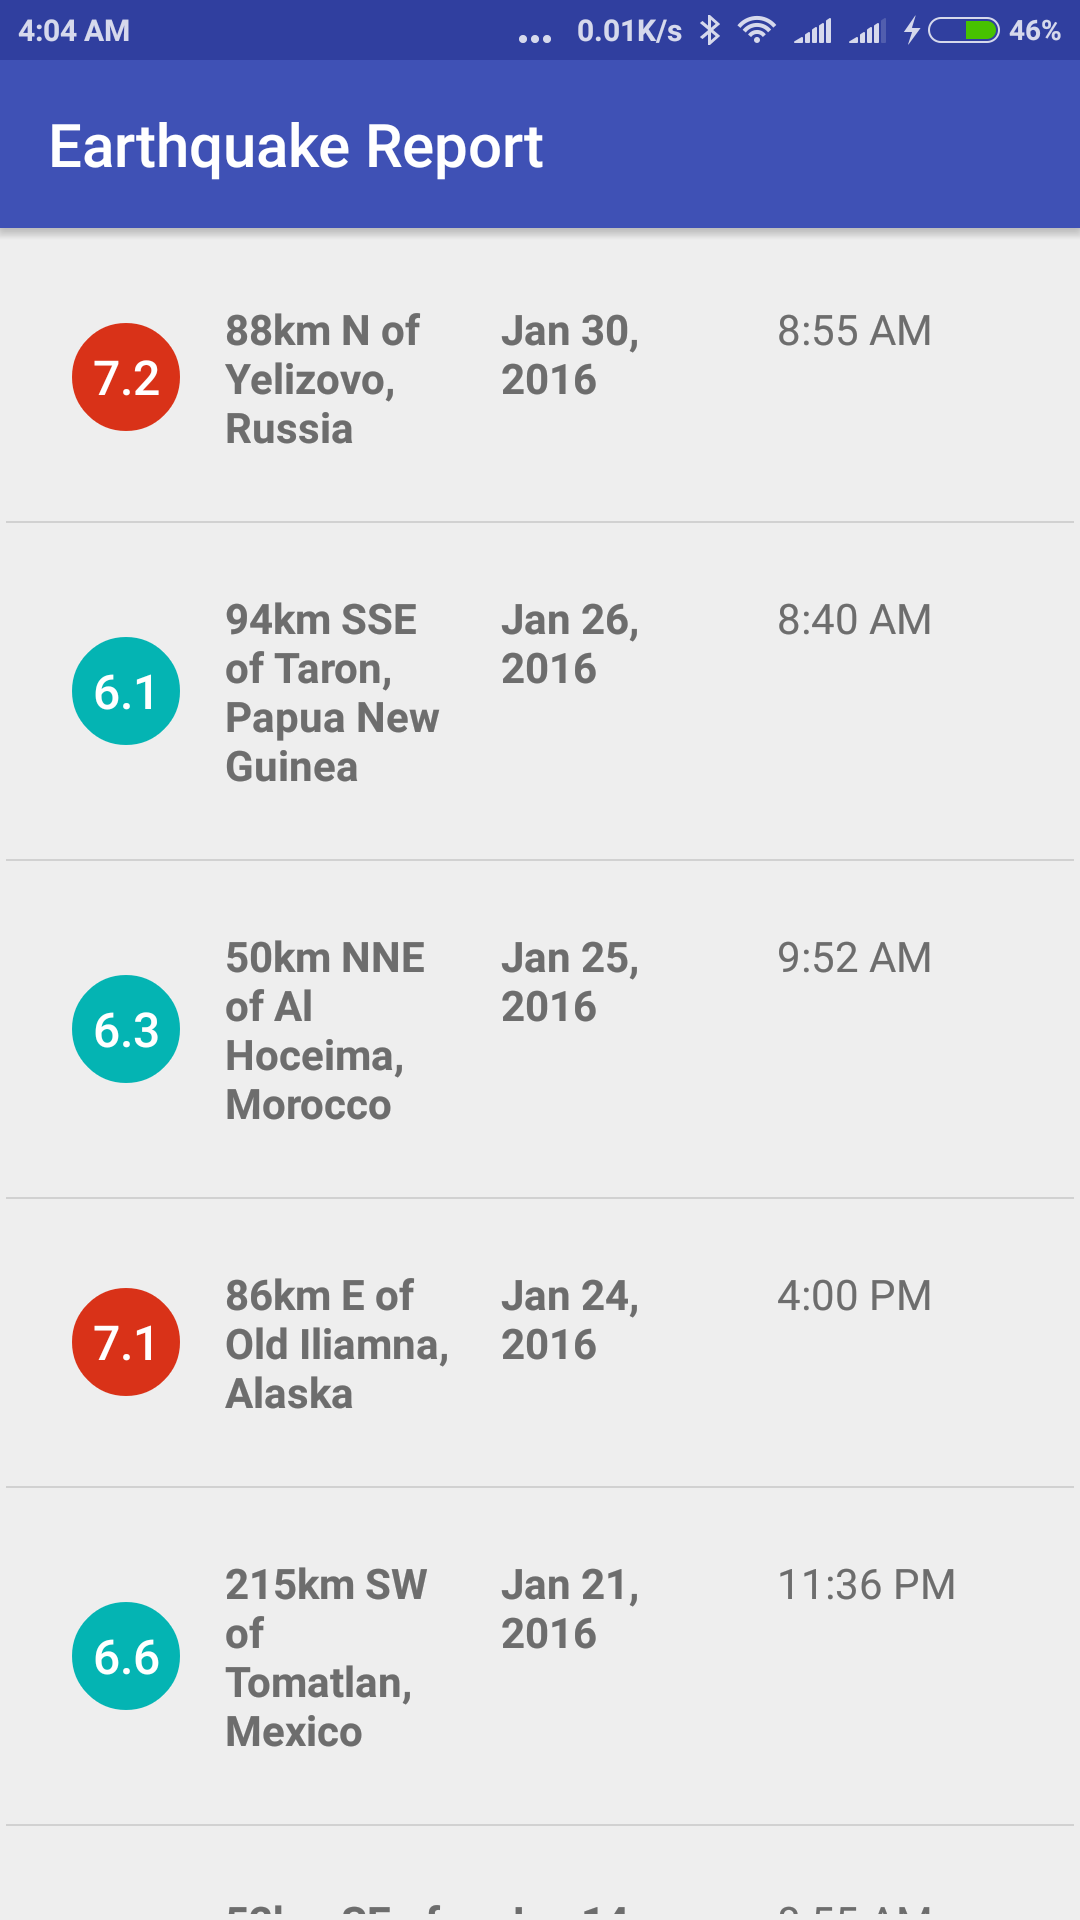 4:04 AM ... 0.01K/s 46%
Earthquake Report
7.2
88km N of
Yelizovo,
Russia
Jan 30,
2016
8:55 AM
6.1
94km SSE
of Taron,
Papua New
Guinea
Jan 26,
2016
8:40 AM
6.3
50km NNE
of Al
Hoceima,
Morocco
Jan 25,
2016
9:52 AM
7.1
86km E of
Old Iliamna,
Alaska
Jan 24,
2016
4:00 PM
6.6
215km SW
of
Tomatlan,
Mexico
Jan 21,
2016
11:36 PM